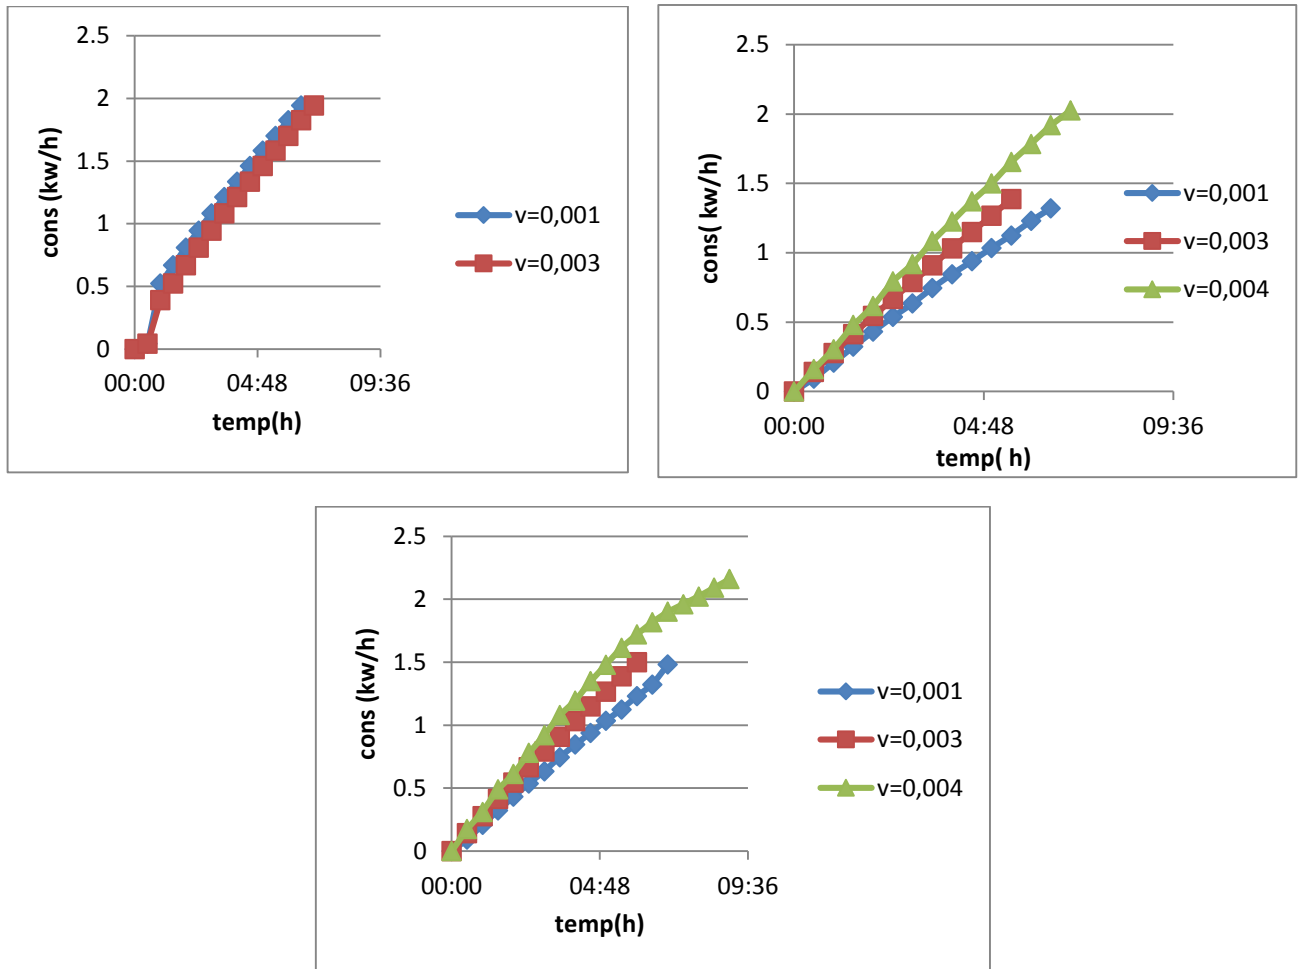 2.5
2
1.5
1
0.5
0
00:00 04:48 09:36
temp(h)
cons (kw/h)
v=0,001
v=0,003
2.5
2
1.5
1
0.5
0
00:00 04:48 09:36
temp( h)
cons( kw/h)
v=0,001
v=0,003
v=0,004
2.5
2
1.5
1
0.5
0
00:00 04:48 09:36
temp(h)
cons (kw/h)
v=0,001
v=0,003
v=0,004